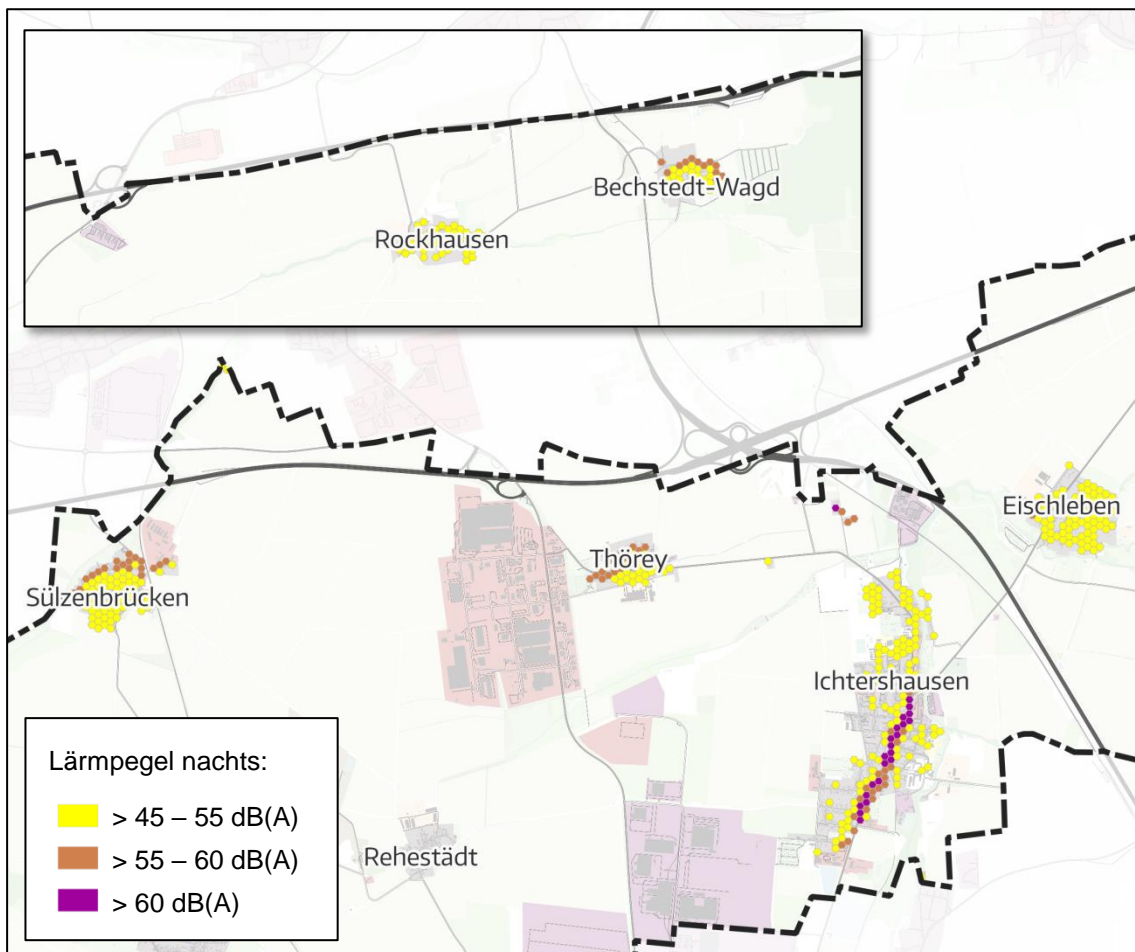 Bechstedt-Wagd
Rockhausen
Eischleben
Thörey
Sülzenbrücken
Ichtershausen
Rehestädt
Lärmpegel nachts:
> 45 – 55 dB(A)
> 55 – 60 dB(A)
> 60 dB(A)